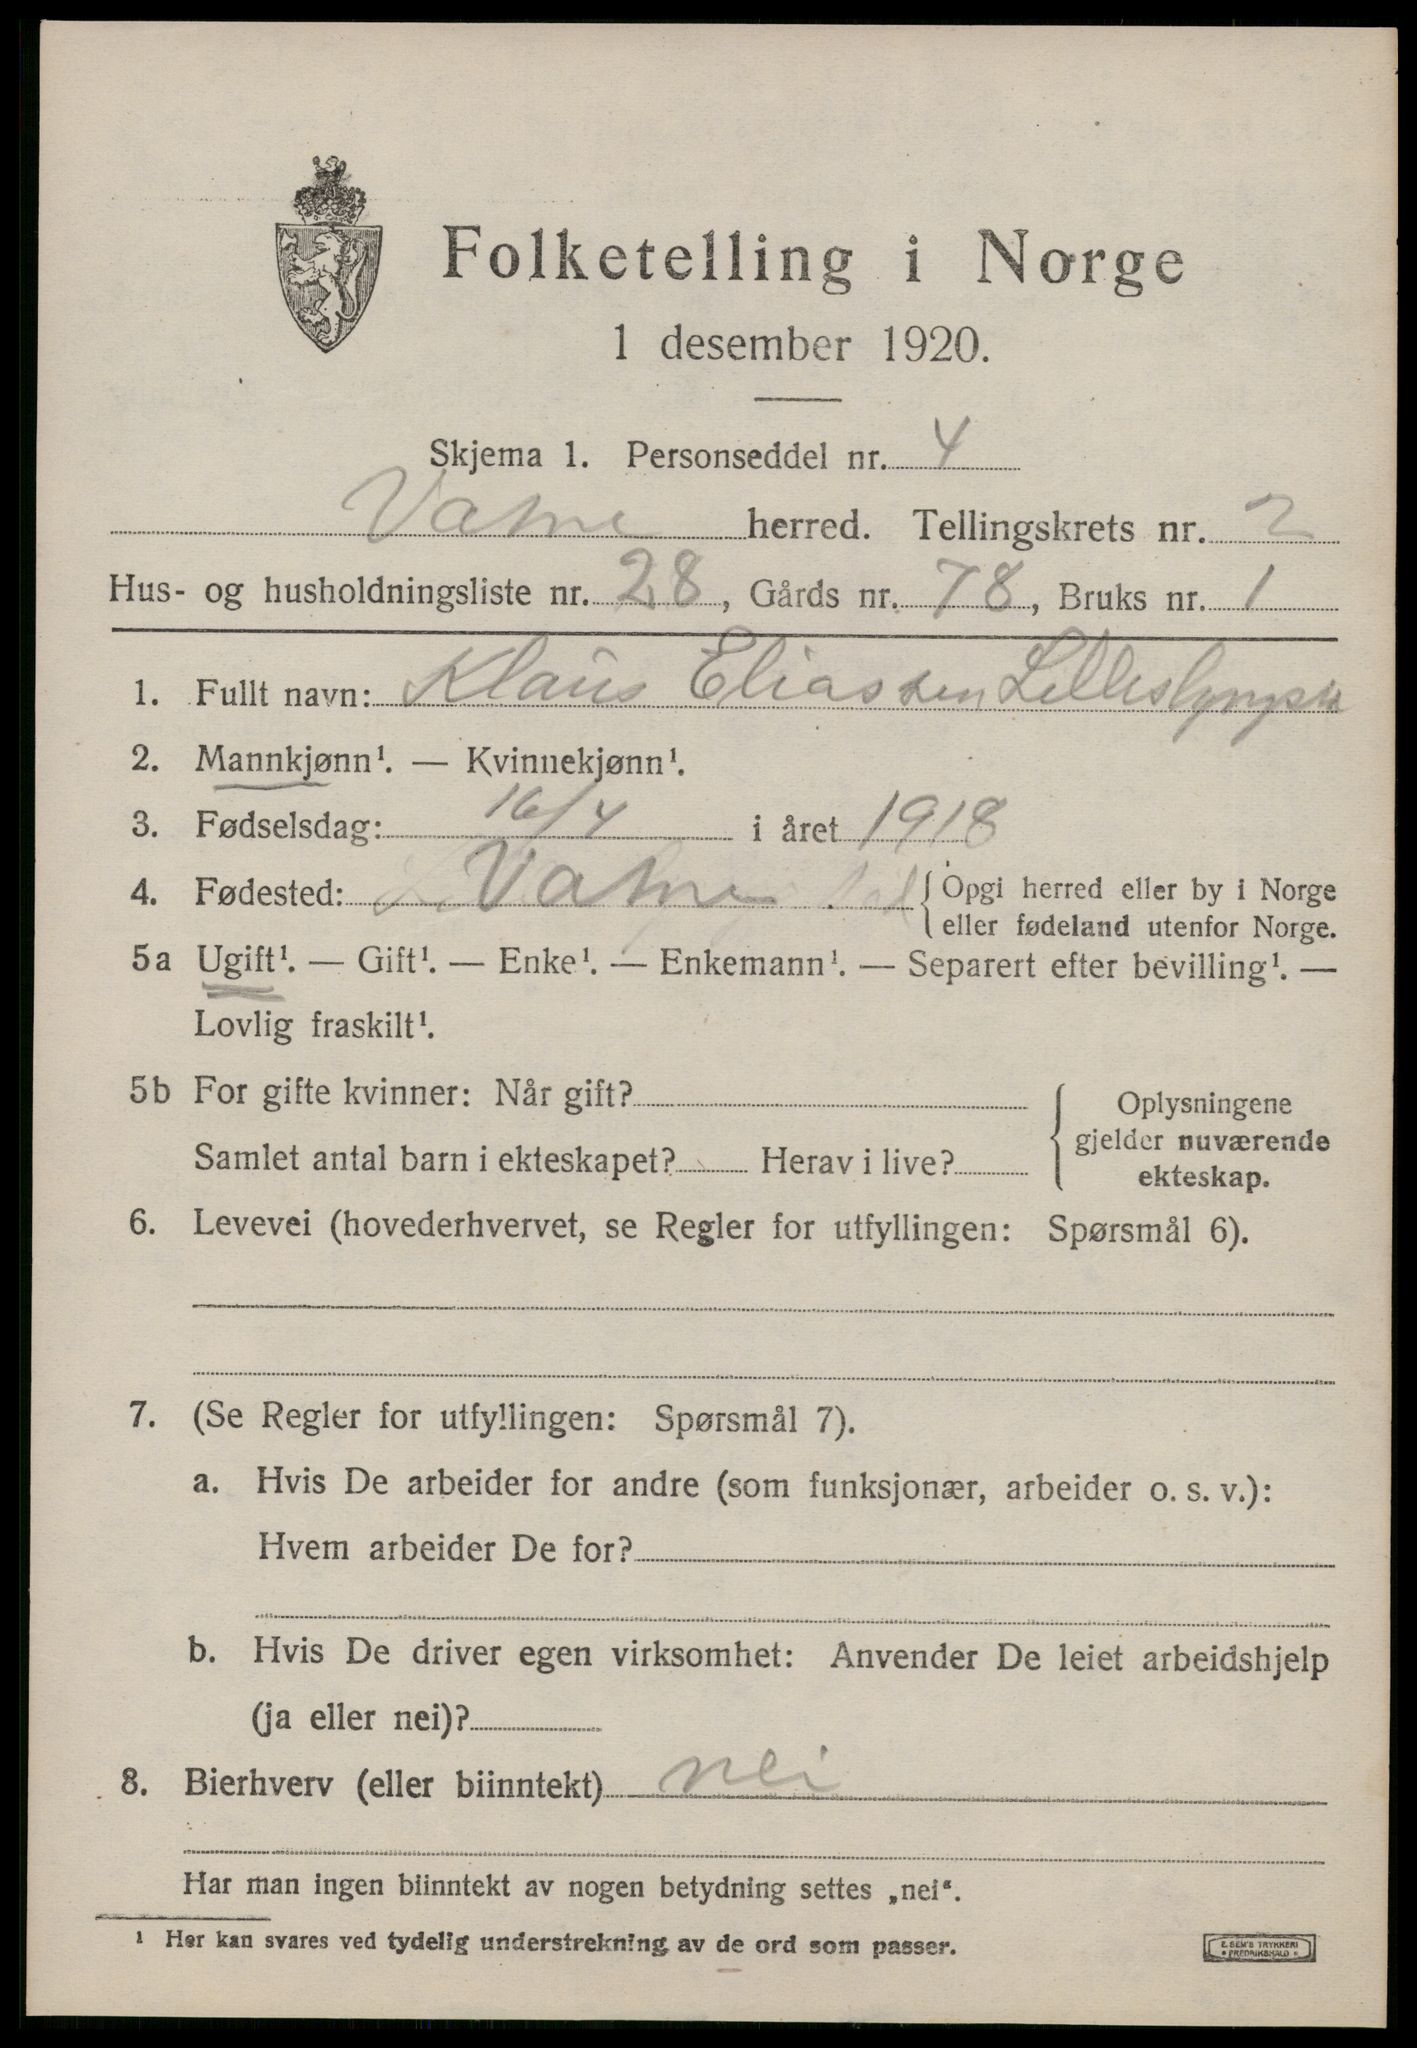 Folketelling i Norge
1 desember 1920.
Skjema 1. Personseddel nr. 4
Vatne herred. Tellingskrets nr. 2
Hus- og husholdningsliste nr. 28, Gårds nr. 78, Bruks nr. 1
1. Fullt navn: Klaus Eliassen
2. Mannkjønn¹. — Kvinnekjønn¹.
3. Fødselsdag: 16/4 i året 1918
4. Fødested: Vatne { Opgi herred eller by i Norge
eller fødeland utenfor Norge.
5a Ugift¹. — Gift¹. — Enke¹. — Enkemann¹. — Separert efter bevilling¹. —
Lovlig fraskilt¹.
5b For gifte kvinner: Når gift?
Samlet antal barn i ekteskapet? Herav i live?
Oplysningene
gjelder nuværende
ekteskap.
6. Levevei (hovederhvervet, se Regler for utfyllingen: Spørsmål 6).
7. (Se Regler for utfyllingen: Spørsmål 7).
a. Hvis De arbeider for andre (som funksjonær, arbeider o. s. v.):
Hvem arbeider De for?
b. Hvis De driver egen virksomhet: Anvender De leiet arbeidshjelp
(ja eller nei)?
8. Bierhverv (eller biinntekt) nei
Har man ingen biinntekt av nogen betydning settes „nei“.
¹ Her kan svares ved tydelig understrekning av de ord som passer.
E. SEM'S TRYKKERI
FREDRIKSHALD